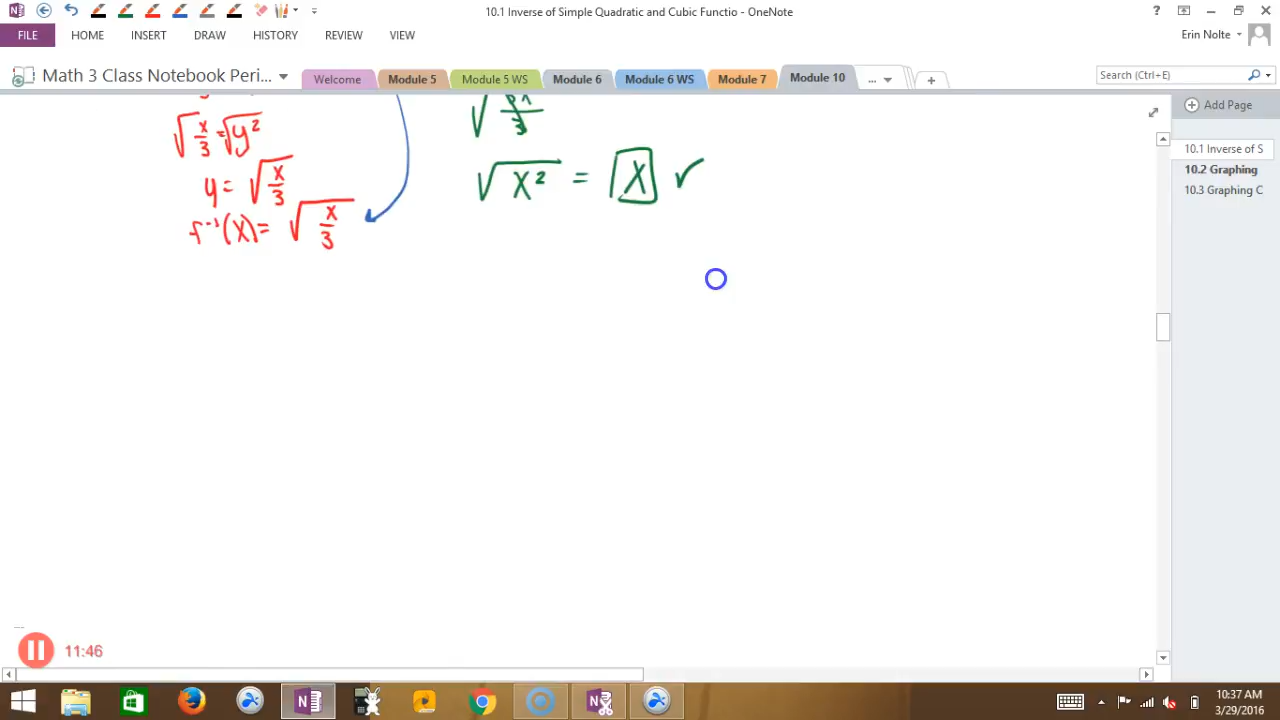 10.1 Inverse of Simple Quadratic and Cubic Functio - OneNote
FILE HOME INSERT DRAW HISTORY REVIEW VIEW
Erin Nolte
Math 3 Class Notebook Peri...
Welcome Module 5 Module 5 WS Module 6 Module 6 WS Module 7 Module 10 ...
Search (Ctrl+E)
Add Page
10.1 Inverse of S
10.2 Graphing
10.3 Graphing C
√x/3 = √y²
y = √x/3
f⁻¹(x) = √x/3
√x² = x ✓
11:46
10:37 AM
3/29/2016